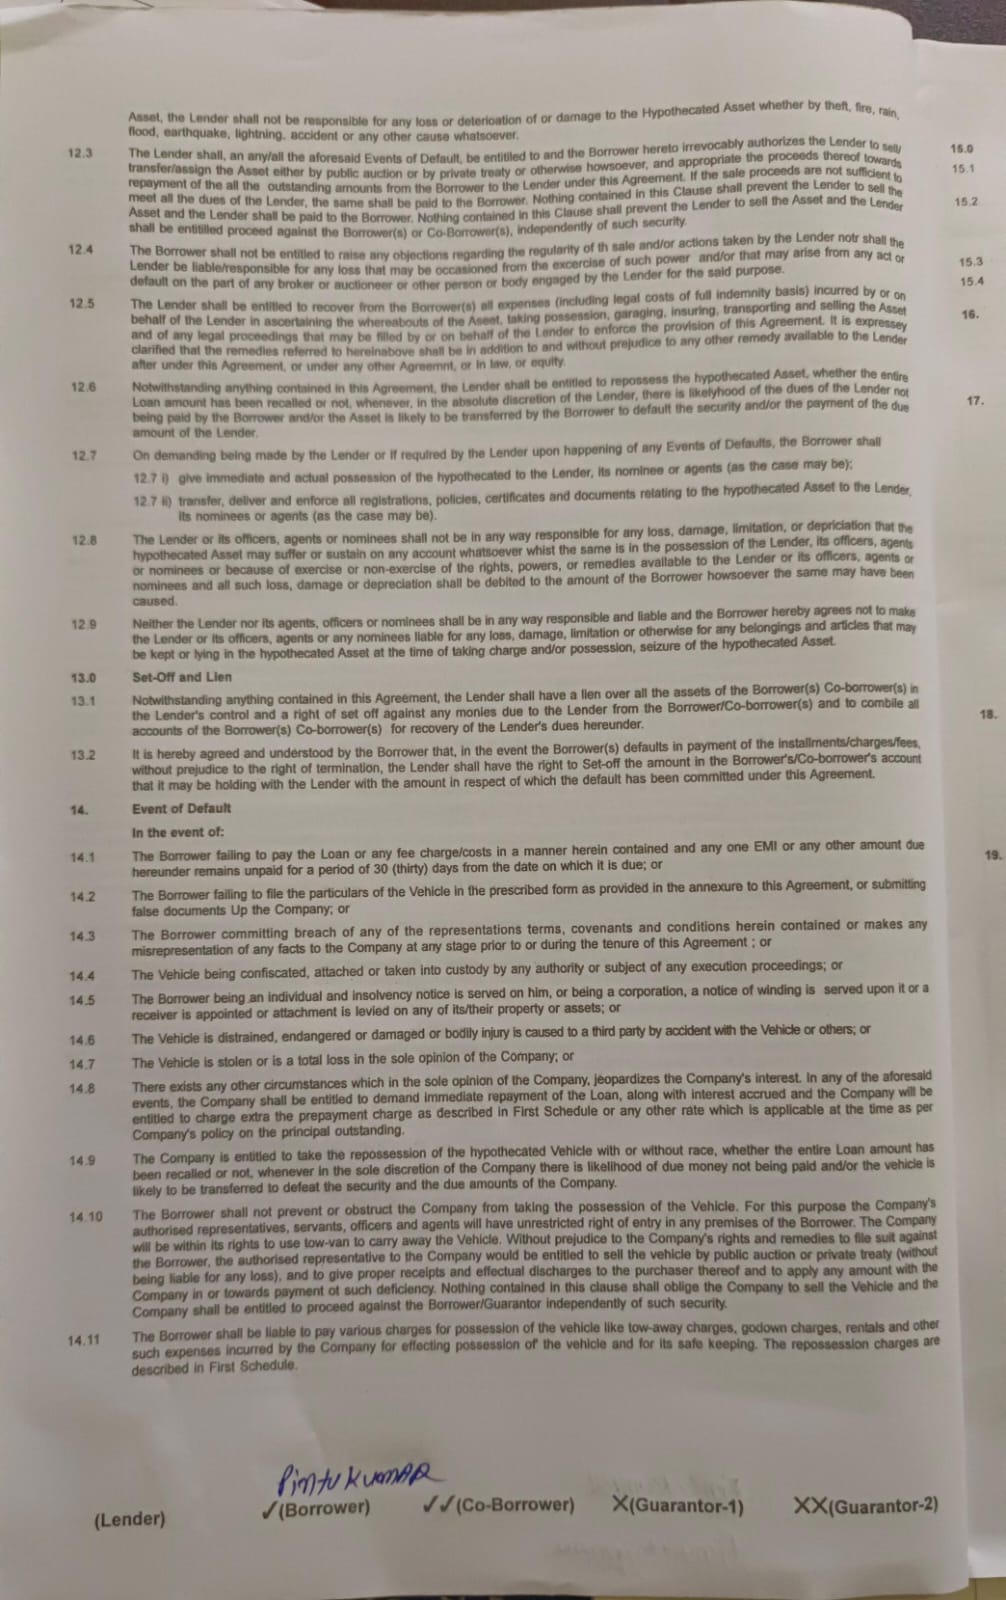 Asset, the Lender shall not be responsible for any loss or deterioation of or damage to the Hypothecated Asset whether by theft, fire, rain,
flood, earthquake, lightning. accident or any other cause whatsoever.
12.3 The Lender shall, an any/all the aforesaid Events of Default, be entitiled to and the Borrower hereto irrevocably authorizes the Lender to sell/
transfer/assign the Asset either by public auction or by private treaty or otherwise howsoever, and appropriate the proceeds thereof towards
repayment of the all the outstanding amounts from the Borrower to the Lender under this Agreement. If the sale proceeds are not sufficient to
meet all the dues of the Lender, the same shall be paid to the Borrower. Nothing contained in this Clause shall prevent the Lender to sell the
Asset and the Lender shall be paid to the Borrower. Nothing contained in this Clause shall prevent the Lender to sell the Asset and the Lender
shall be entitilled proceed against the Borrower(s) or Co-Borrower(s), independently of such security.
12.4 The Borrower shall not be entitled to raise any objections regarding the regularity of th sale and/or actions taken by the Lender notr shall the
Lender be liable/responsible for any loss that may be occasioned from the excercise of such power and/or that may arise from any act or
default on the part of any broker or auctioneer or other person or body engaged by the Lender for the said purpose.
12.5 The Lender shall be entitled to recover from the Borrower(s) all expenses (including legal costs of full indemnity basis) incurred by or on
behalf of the Lender in ascertaining the whereabouts of the Aseet, taking possession, garaging, insuring, transporting and selling the Asset
and of any legal proceedings that may be filled by or on behalf of the Lender to enforce the provision of this Agreement. It is expressey
clarified that the remedies referred to hereinabove shall be in addition to and without prejudice to any other remedy available to the Lender
after under this Agreement, or under any other Agreemnt, or in law, or equity.
12.6 Notwithstanding anything contained in this Agreement, the Lender shall be entitled to repossess the hypothecated Asset, whether the entire
Loan amount has been recalled or not, whenever, in the absolute discretion of the Lender, there is likelyhood of the dues of the Lender not
being paid by the Borrower and/or the Asset is likely to be transferred by the Borrower to default the security and/or the payment of the due
amount of the Lender.
12.7 On demanding being made by the Lender or if required by the Lender upon happening of any Events of Defaults, the Borrower shall
12.7 i) give immediate and actual possession of the hypothecated to the Lender, its nominee or agents (as the case may be);
12.7 ii) transfer, deliver and enforce all registrations, policies, certificates and documents relating to the hypothecated Asset to the Lender,
its nominees or agents (as the case may be).
12.8 The Lender or its officers, agents or nominees shall not be in any way responsible for any loss, damage, limitation, or depriciation that the
hypothecated Asset may suffer or sustain on any account whatsoever whist the same is in the possession of the Lender, its officers, agents
or nominees or because of exercise or non-exercise of the rights, powers, or remedies available to the Lender or its officers, agents or
nominees and all such loss, damage or depreciation shall be debited to the amount of the Borrower howsoever the same may have been
caused.
12.9 Neither the Lender nor its agents, officers or nominees shall be in any way responsible and liable and the Borrower hereby agrees not to make
the Lender or its officers, agents or any nominees liable for any loss, damage, limitation or otherwise for any belongings and articles that may
be kept or lying in the hypothecated Asset at the time of taking charge and/or possession, seizure of the hypothecated Asset.
13.0 Set-Off and Lien
13.1 Notwithstanding anything contained in this Agreement, the Lender shall have a lien over all the assets of the Borrower(s) Co-borrower(s) in
the Lender's control and a right of set off against any monies due to the Lender from the Borrower/Co-borrower(s) and to combile all
accounts of the Borrower(s) Co-borrower(s) for recovery of the Lender's dues hereunder.
13.2 It is hereby agreed and understood by the Borrower that, in the event the Borrower(s) defaults in payment of the installments/charges/fees,
without prejudice to the right of termination, the Lender shall have the right to Set-off the amount in the Borrower's/Co-borrower's account
that it may be holding with the Lender with the amount in respect of which the default has been committed under this Agreement.
14. Event of Default
In the event of:
14.1 The Borrower failing to pay the Loan or any fee charge/costs in a manner herein contained and any one EMI or any other amount due
hereunder remains unpaid for a period of 30 (thirty) days from the date on which it is due; or
14.2 The Borrower failing to file the particulars of the Vehicle in the prescribed form as provided in the annexure to this Agreement, or submitting
false documents Up the Company; or
14.3 The Borrower committing breach of any of the representations terms, covenants and conditions herein contained or makes any
misrepresentation of any facts to the Company at any stage prior to or during the tenure of this Agreement ; or
14.4 The Vehicle being confiscated, attached or taken into custody by any authority or subject of any execution proceedings; or
14.5 The Borrower being an individual and insolvency notice is served on him, or being a corporation, a notice of winding is served upon it or a
receiver is appointed or attachment is levied on any of its/their property or assets; or
14.6 The Vehicle is distrained, endangered or damaged or bodily injury is caused to a third party by accident with the Vehicle or others; or
14.7 The Vehicle is stolen or is a total loss in the sole opinion of the Company; or
14.8 There exists any other circumstances which in the sole opinion of the Company, jeopardizes the Company's interest. In any of the aforesaid
events, the Company shall be entitled to demand immediate repayment of the Loan, along with interest accrued and the Company will be
entitled to charge extra the prepayment charge as described in First Schedule or any other rate which is applicable at the time as per
Company's policy on the principal outstanding.
14.9 The Company is entitled to take the repossession of the hypothecated Vehicle with or without race, whether the entire Loan amount has
been recalled or not, whenever in the sole discretion of the Company there is likelihood of due money not being paid and/or the vehicle is
likely to be transferred to defeat the security and the due amounts of the Company.
14.10 The Borrower shall not prevent or obstruct the Company from taking the possession of the Vehicle. For this purpose the Company's
authorised representatives, servants, officers and agents will have unrestricted right of entry in any premises of the Borrower. The Company
will be within its rights to use tow-van to carry away the Vehicle. Without prejudice to the Company's rights and remedies to file suit against
the Borrower, the authorised representative to the Company would be entitled to sell the vehicle by public auction or private treaty (without
being liable for any loss), and to give proper receipts and effectual discharges to the purchaser thereof and to apply any amount with the
Company in or towards payment ot such deficiency. Nothing contained in this clause shall oblige the Company to sell the Vehicle and the
Company shall be entitled to proceed against the Borrower/Guarantor independently of such security.
14.11 The Borrower shall be liable to pay various charges for possession of the vehicle like tow-away charges, godown charges, rentals and other
such expenses incurred by the Company for effecting possession of the vehicle and for its safe keeping. The repossession charges are
described in First Schedule.
Pintu KumAR
(Lender) ✓(Borrower) ✓✓(Co-Borrower) X(Guarantor-1) XX(Guarantor-2)
15.0
15.1
15.2
15.3
15.4
16.
17.
18.
19.